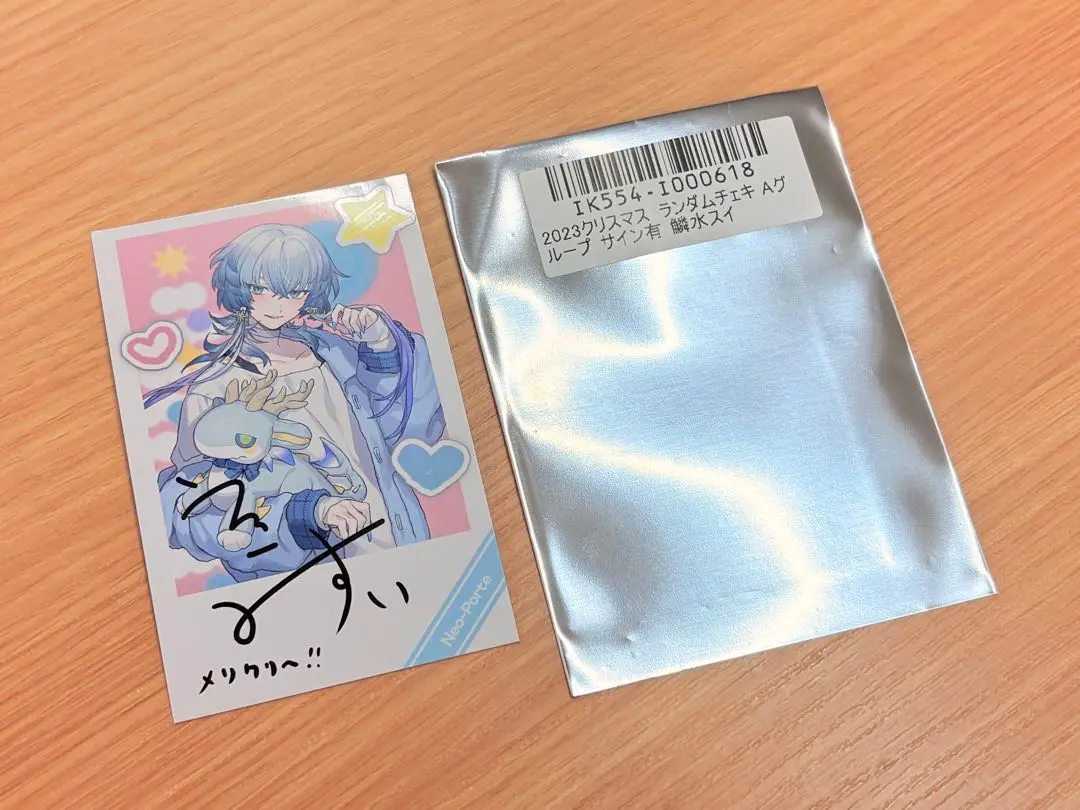 すい
メリクリへ!!
Neo-Porte
IK554-I000618
2023クリスマス ランダムチェキ Aグ
ループ サイン有 鱗水スイ